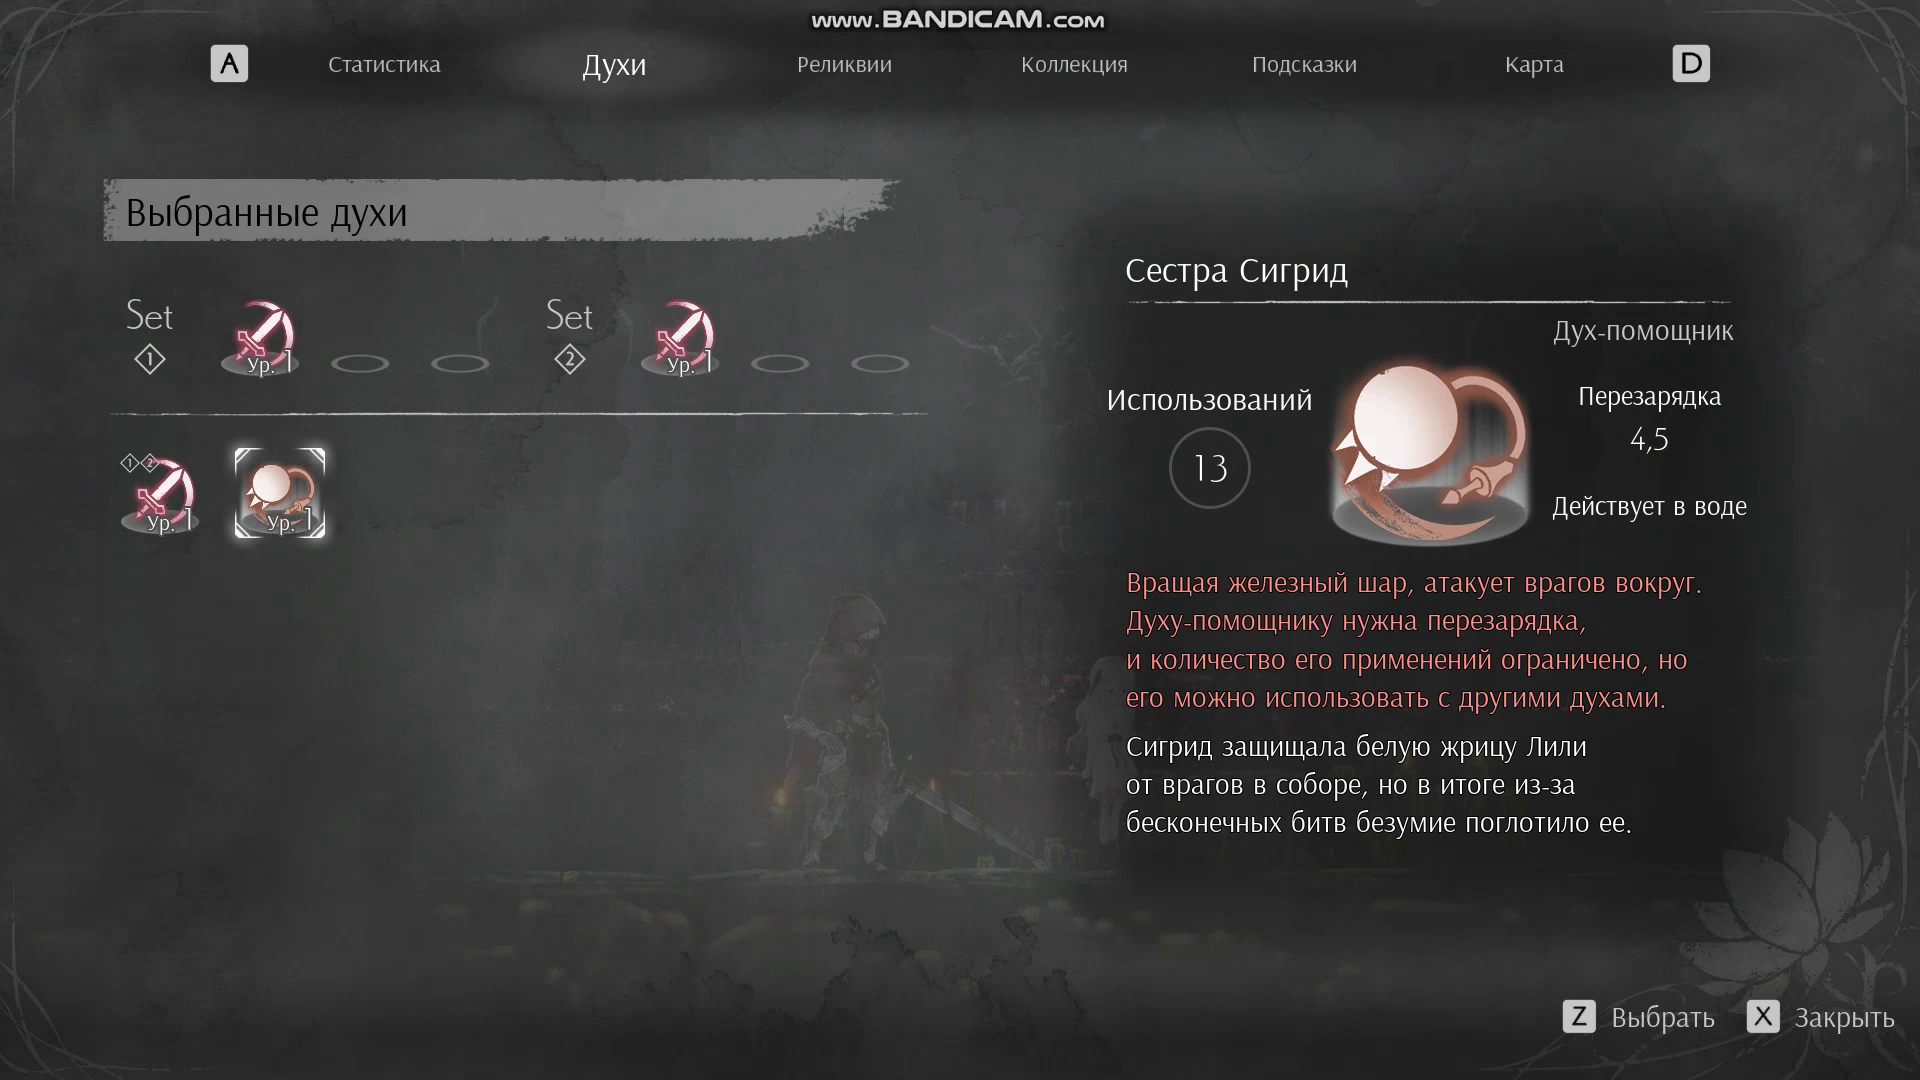 www.BANDICAM.com
A Статистика Духи Реликвии Коллекция Подсказки Карта D
Выбранные духи
Set 1 Ур. 1 Set 2 Ур. 1
1 2 Ур. 1 Ур. 1
Сестра Сигрид
Дух-помощник
Использований
13
Перезарядка
4,5
Действует в воде
Вращая железный шар, атакует врагов вокруг.
Духу-помощнику нужна перезарядка,
и количество его применений ограничено, но
его можно использовать с другими духами.
Сигрид защищала белую жрицу Лили
от врагов в соборе, но в итоге из-за
бесконечных битв безумие поглотило ее.
Z Выбрать X Закрыть